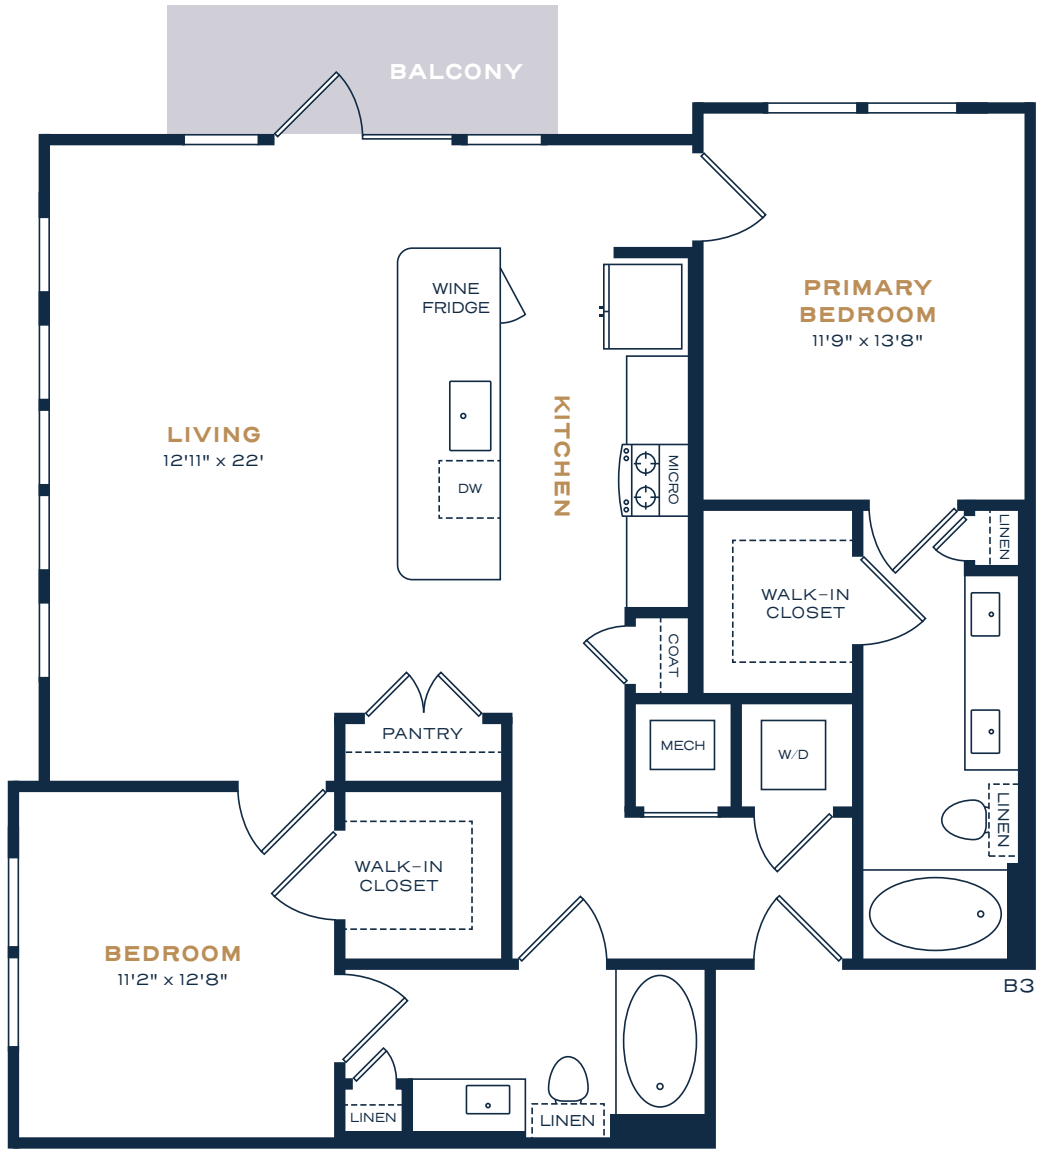 BALCONY
PRIMARY
BEDROOM
11'9" x 13'8"
WINE
FRIDGE
KITCHEN
LIVING
12'11" x 22'
DW
MICRO
LINEN
WALK-IN
CLOSET
COAT
PANTRY
MECH
W/D
LINEN
WALK-IN
CLOSET
BEDROOM
11'2" x 12'8"
B3
LINEN
LINEN